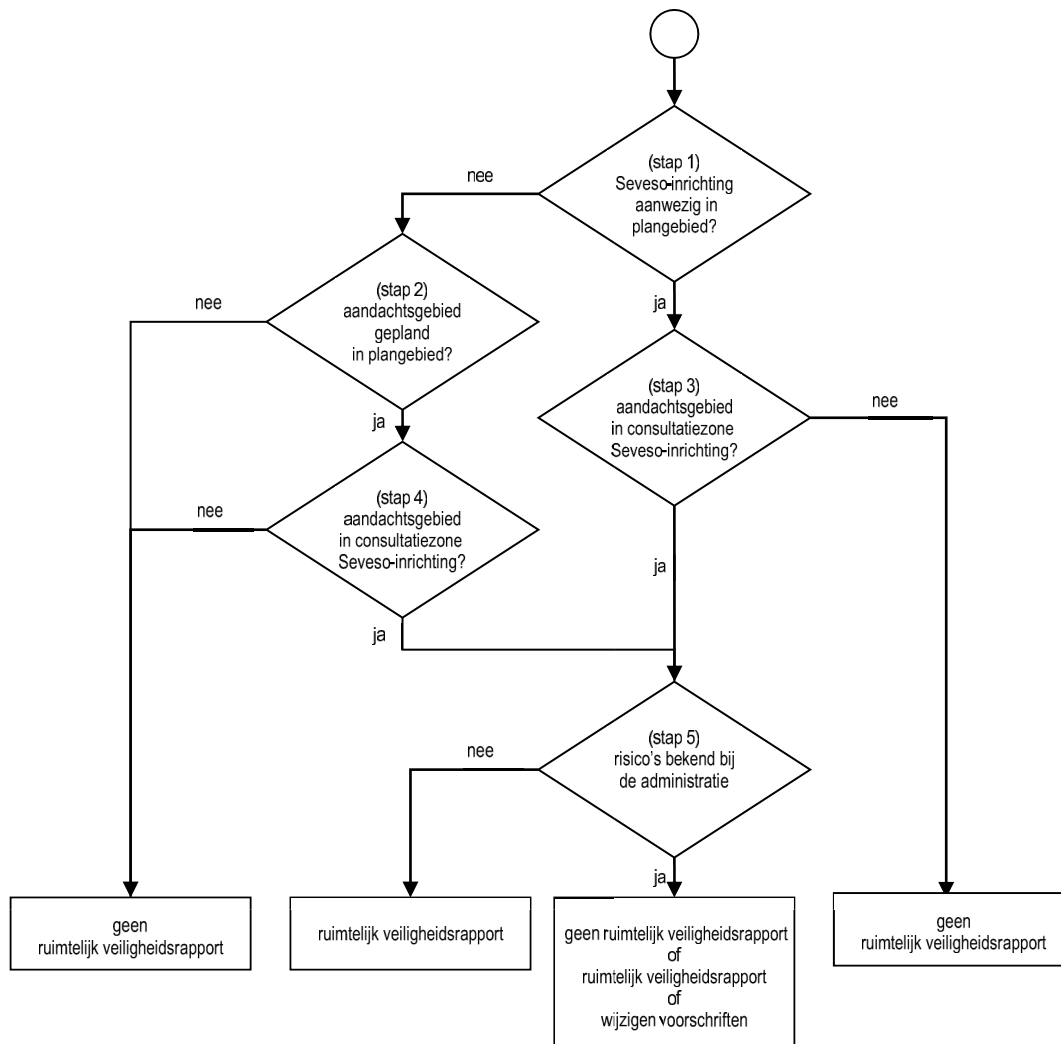 (stap 1)
Seveso-inrichting
aanwezig in
plangebied?
nee
ja
(stap 2)
aandachtsgebied
gepland
in plangebied?
nee
ja
(stap 3)
aandachtsgebied
in consultatiezone
Seveso-inrichting?
nee
ja
(stap 4)
aandachtsgebied
in consultatiezone
Seveso-inrichting?
nee
ja
(stap 5)
risico's bekend bij
de administratie
nee
ja
geen
ruimtelijk veiligheidsrapport
ruimtelijk veiligheidsrapport
geen ruimtelijk veiligheidsrapport
of
ruimtelijk veiligheidsrapport
of
wijzigen voorschriften
geen
ruimtelijk veiligheidsrapport